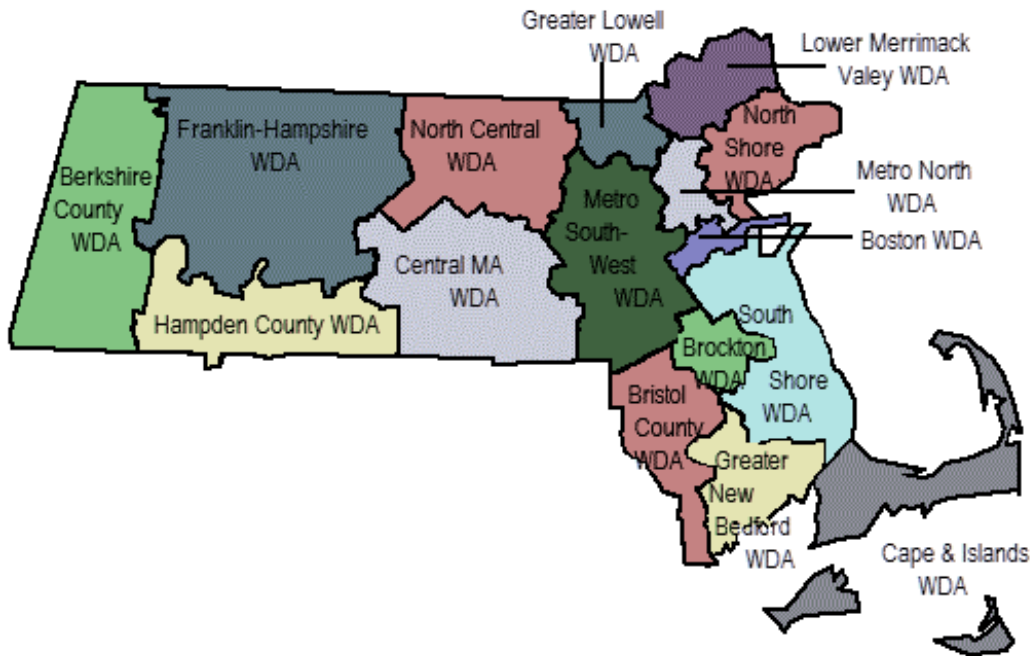 Greater Lowell
WDA
Lower Merrimack
Valey WDA
Franklin-Hampshire
WDA
North Central
WDA
North
Shore
WDA
Berkshire
County
WDA
Metro North
WDA
Metro
South-
West
WDA
Boston WDA
Central MA
WDA
Hampden County WDA
South
Shore
WDA
Brockton
WDA
Bristol
County
WDA
Greater
New
Bedford
WDA
Cape & Islands
WDA